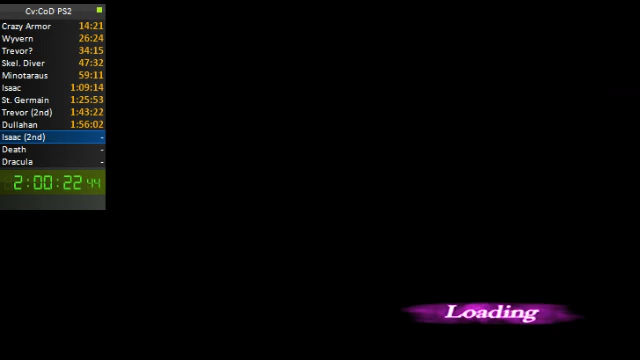 Cv:CoD PS2
Crazy Armor 14:21
Wyvern 26:24
Trevor? 34:15
Skel. Diver 47:32
Minotaraus 59:11
Isaac 1:09:14
St. Germain 1:25:53
Trevor (2nd) 1:43:22
Dullahan 1:56:02
Isaac (2nd) -
Death -
Dracula -
2:00:22 44
Loading